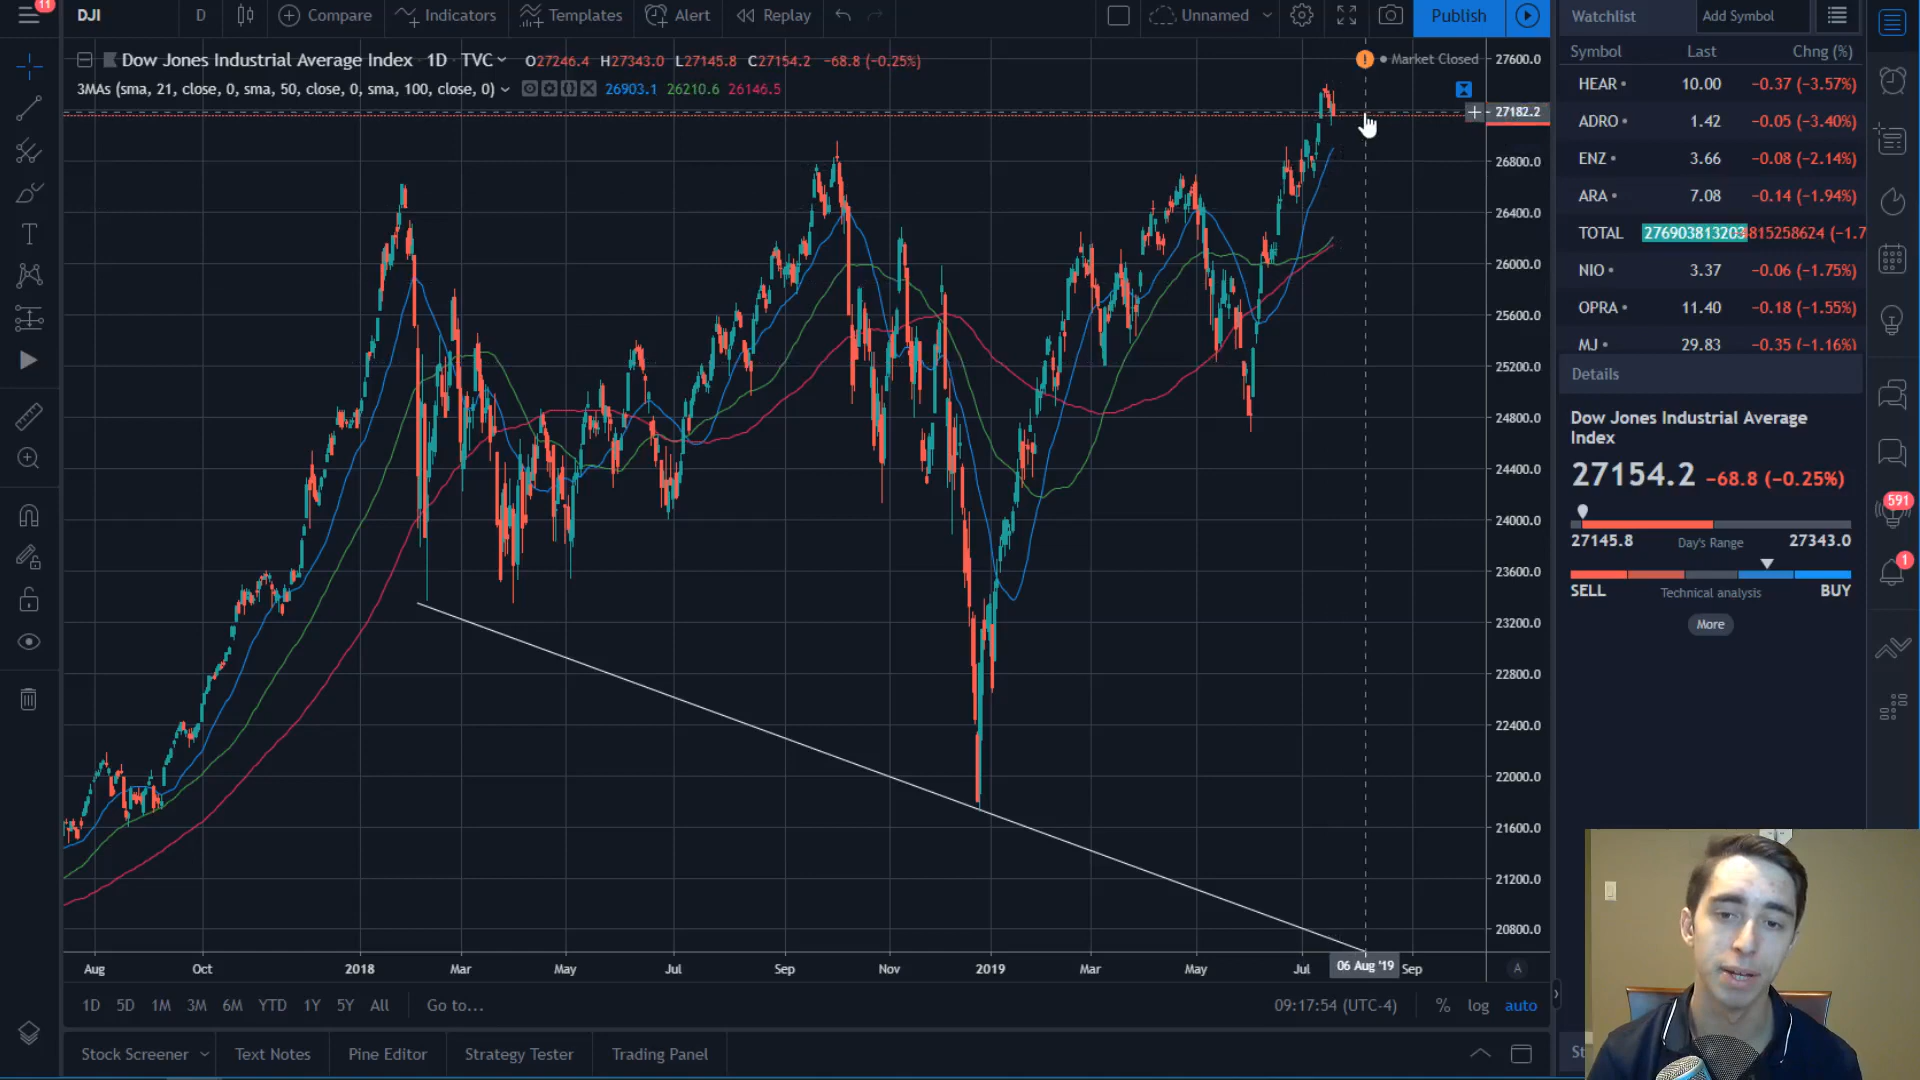 11
DJI D Compare Indicators Templates Alert Replay Unnamed Publish
Watchlist Add Symbol
Dow Jones Industrial Average Index 1D TVC O27246.4 H27343.0 L27145.8 C27154.2 −68.8 (−0.25%)
Market Closed
3MAs (sma, 21, close, 0, sma, 50, close, 0, sma, 100, close, 0) 26903.1 26210.6 26146.5
27600.0
27182.2
26800.0
26400.0
26000.0
25600.0
25200.0
24800.0
24400.0
24000.0
23600.0
23200.0
22800.0
22400.0
22000.0
21600.0
21200.0
20800.0
Aug Oct 2018 Mar May Jul Sep Nov 2019 Mar May Jul 06 Aug '19 Sep A
1D 5D 1M 3M 6M YTD 1Y 5Y All Go to... 09:17:54 (UTC-4) % log auto
Stock Screener Text Notes Pine Editor Strategy Tester Trading Panel
Symbol Last Chng (%)
HEAR 10.00 −0.37 (−3.57%)
ADRO 1.42 −0.05 (−3.40%)
ENZ 3.66 −0.08 (−2.14%)
ARA 7.08 −0.14 (−1.94%)
TOTAL 276903813203 4815258624 (−1.7
NIO 3.37 −0.06 (−1.75%)
OPRA 11.40 −0.18 (−1.55%)
MJ 29.83 −0.35 (−1.16%)
Details
Dow Jones Industrial Average
Index
27154.2 −68.8 (−0.25%)
27145.8 Day's Range 27343.0
SELL Technical analysis BUY
More
591
1